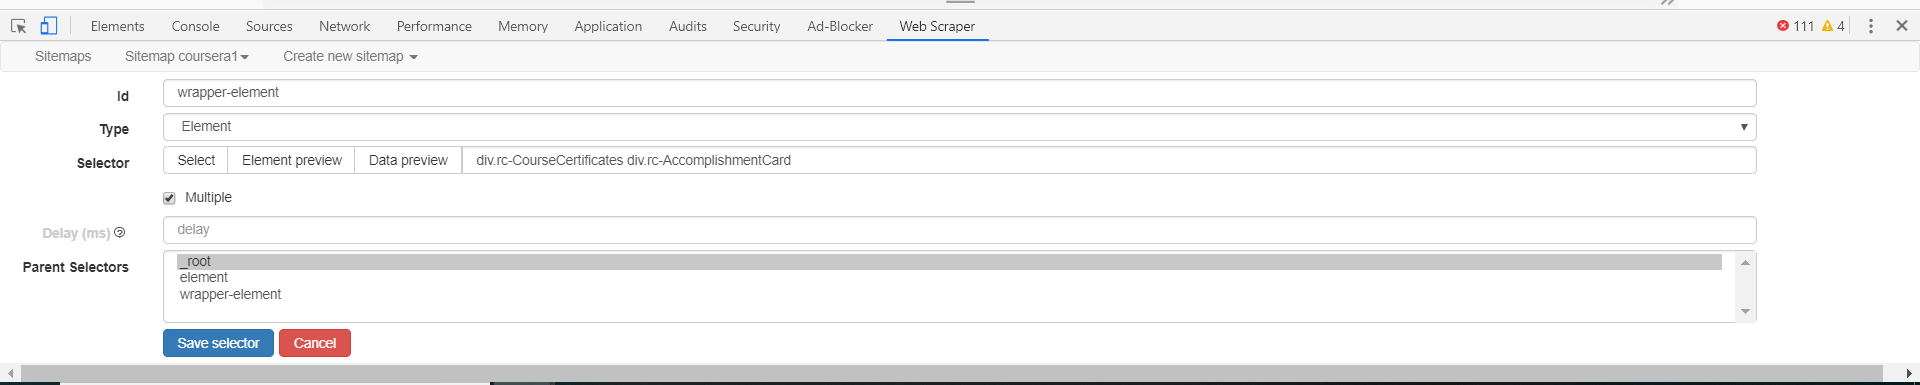 Elements Console Sources Network Performance Memory Application Audits Security Ad-Blocker Web Scraper 111 4
Sitemaps Sitemap coursera1 Create new sitemap
Id wrapper-element
Type Element
Selector Select Element preview Data preview div.rc-CourseCertificates div.rc-AccomplishmentCard
Multiple
Delay (ms) delay
Parent Selectors _root
element
wrapper-element
Save selector Cancel